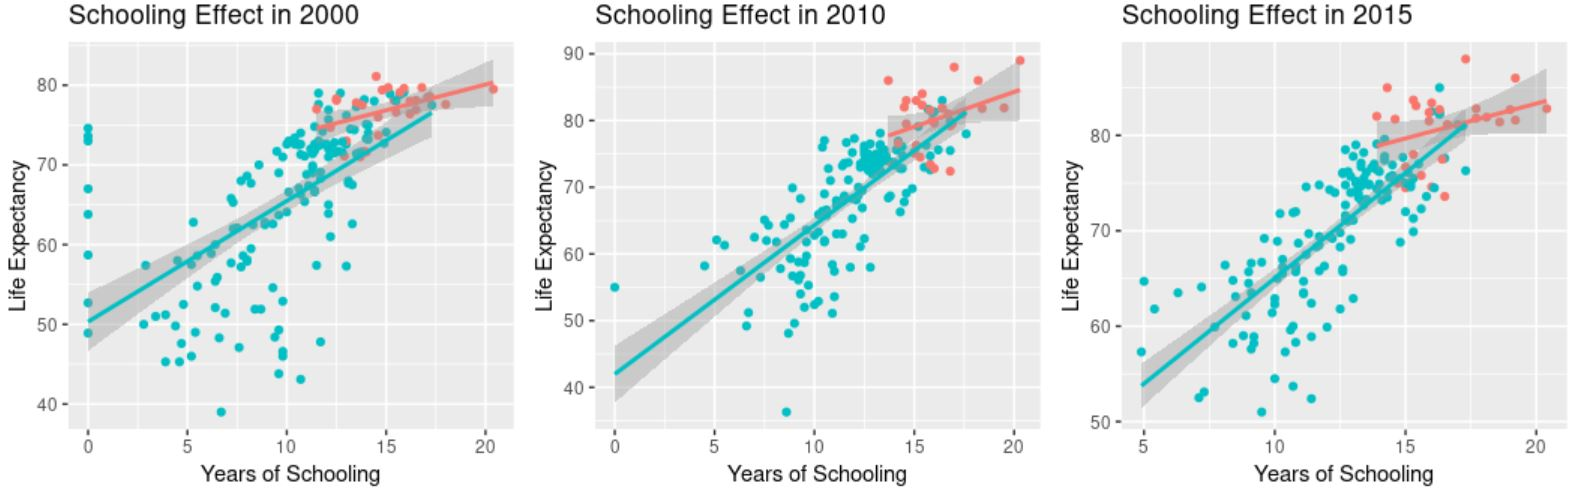 Schooling Effect in 2000
80
70
60
50
40
Life Expectancy
0 5 10 15 20
Years of Schooling
Schooling Effect in 2010
90
80
70
60
50
40
Life Expectancy
0 5 10 15 20
Years of Schooling
Schooling Effect in 2015
80
70
60
50
Life Expectancy
5 10 15 20
Years of Schooling